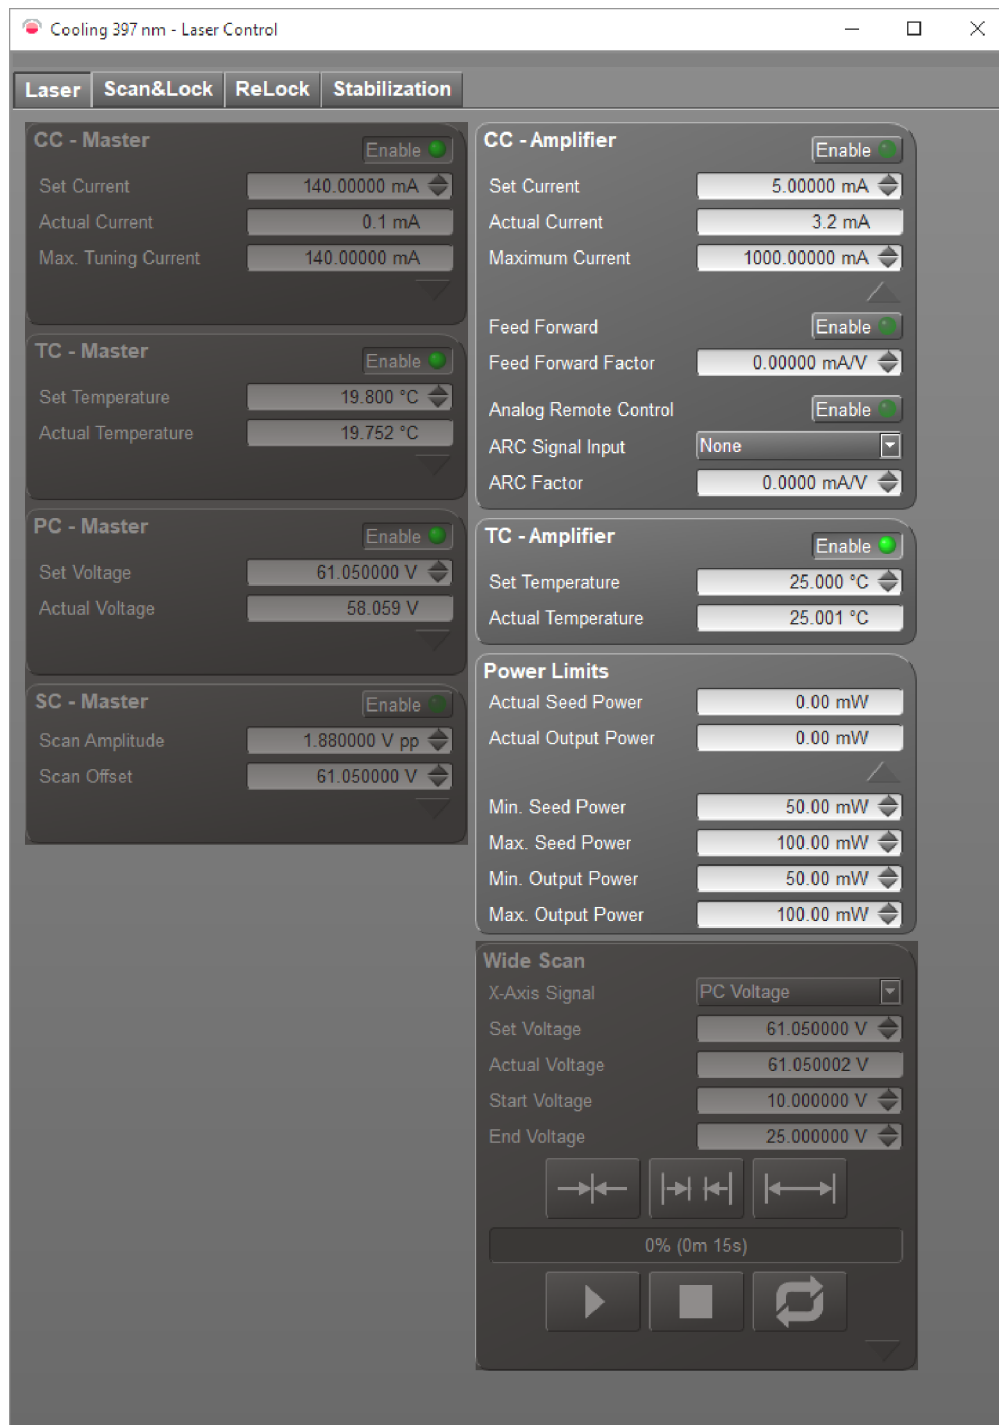 Cooling 397 nm - Laser Control
Laser Scan&Lock ReLock Stabilization
CC - Master
Enable
Set Current 140.00000 mA
Actual Current 0.1 mA
Max. Tuning Current 140.00000 mA
TC - Master
Enable
Set Temperature 19.800 °C
Actual Temperature 19.752 °C
PC - Master
Enable
Set Voltage 61.050000 V
Actual Voltage 58.059 V
SC - Master
Enable
Scan Amplitude 1.880000 V pp
Scan Offset 61.050000 V
CC - Amplifier
Enable
Set Current 5.00000 mA
Actual Current 3.2 mA
Maximum Current 1000.00000 mA
Feed Forward Enable
Feed Forward Factor 0.00000 mA/V
Analog Remote Control Enable
ARC Signal Input None
ARC Factor 0.0000 mA/V
TC - Amplifier
Enable
Set Temperature 25.000 °C
Actual Temperature 25.001 °C
Power Limits
Actual Seed Power 0.00 mW
Actual Output Power 0.00 mW
Min. Seed Power 50.00 mW
Max. Seed Power 100.00 mW
Min. Output Power 50.00 mW
Max. Output Power 100.00 mW
Wide Scan
X-Axis Signal PC Voltage
Set Voltage 61.050000 V
Actual Voltage 61.050002 V
Start Voltage 10.000000 V
End Voltage 25.000000 V
0% (0m 15s)